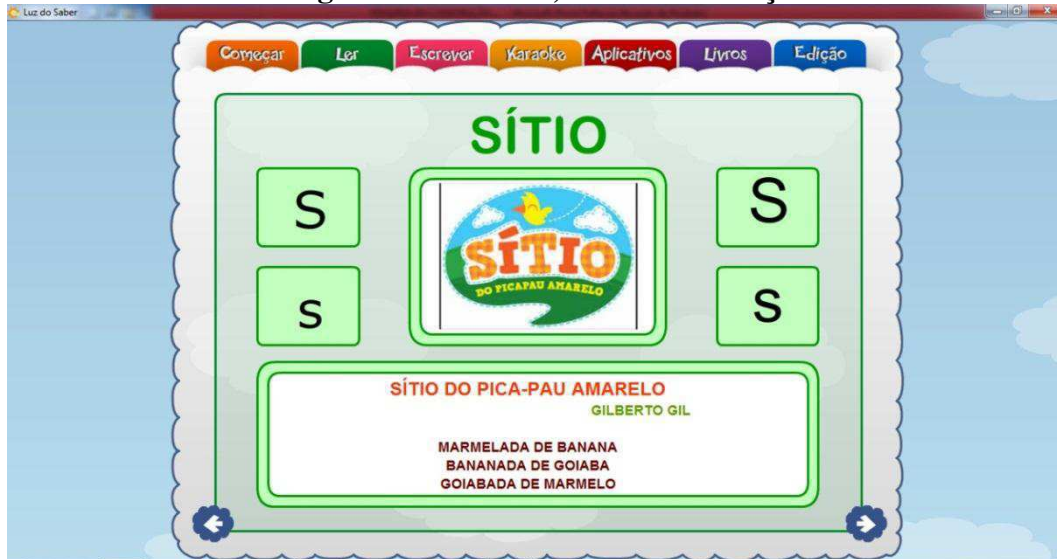 Luz do Saber
Começar Ler Escrever Karaoke Aplicativos Livros Edição
SÍTIO
S S
SÍTIO
DO PICAPAU AMARELO
s s
SÍTIO DO PICA-PAU AMARELO
GILBERTO GIL
MARMELADA DE BANANA
BANANADA DE GOIABA
GOIABADA DE MARMELO